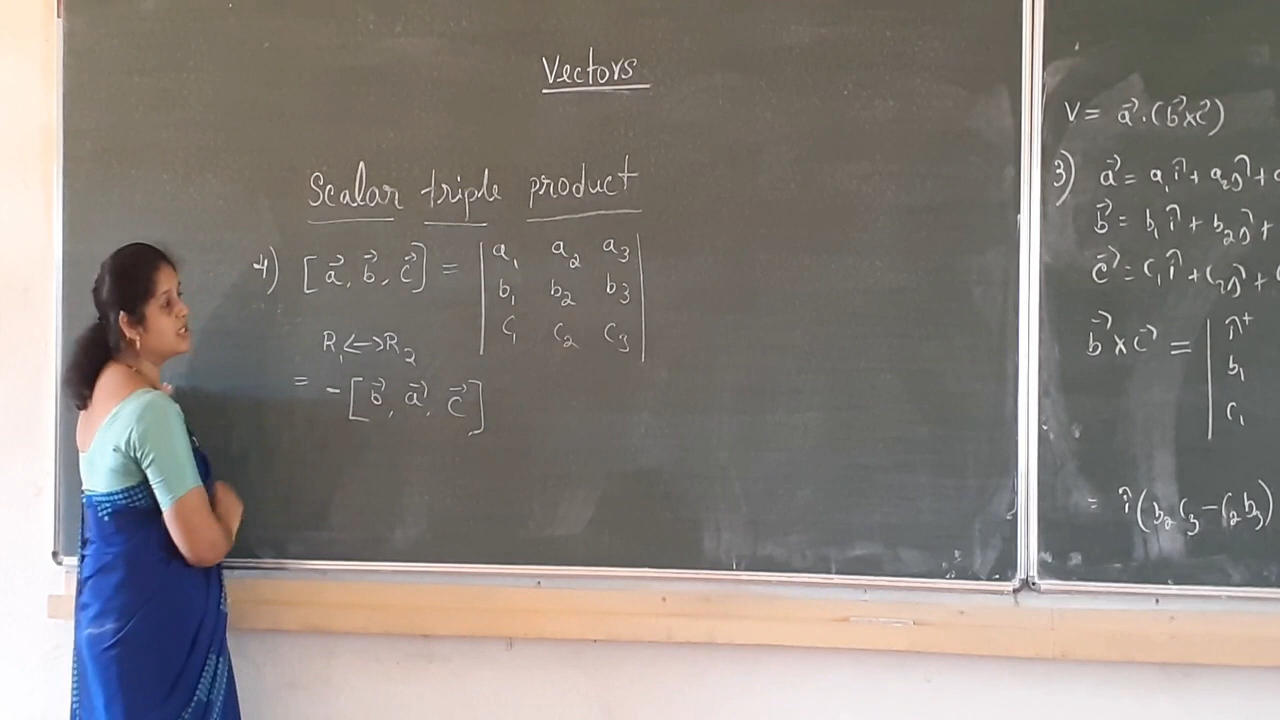 Vectors
Scalar triple product
4) [a⃗, b⃗, c⃗] = | a₁ a₂ a₃ |
| b₁ b₂ b₃ |
| c₁ c₂ c₃ |
R₁ ⟷ R₂
= -[b⃗, a⃗, c⃗]
V = a⃗ · (b⃗ × c⃗)
3) a⃗ = a₁î + a₂ĵ + a
b⃗ = b₁î + b₂ĵ +
c⃗ = c₁î + c₂ĵ +
b⃗ × c⃗ = | î⁺
b₁
c₁
= î(b₂c₃ - c₂b₃)